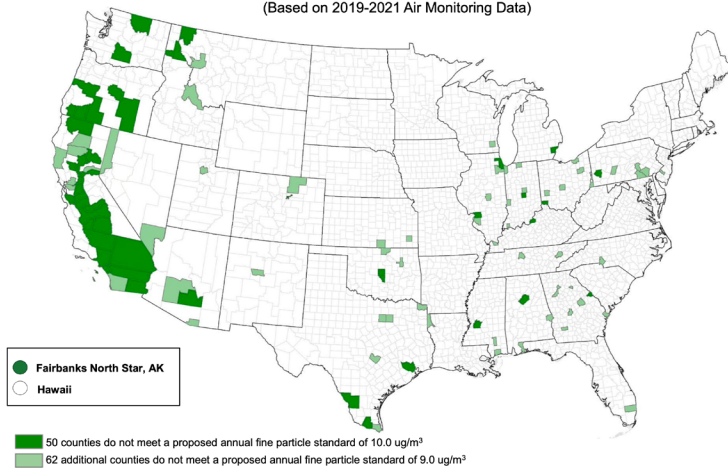 (Based on 2019-2021 Air Monitoring Data)
Fairbanks North Star, AK
Hawaii
50 counties do not meet a proposed annual fine particle standard of 10.0 ug/m³
62 additional counties do not meet a proposed annual fine particle standard of 9.0 ug/m³